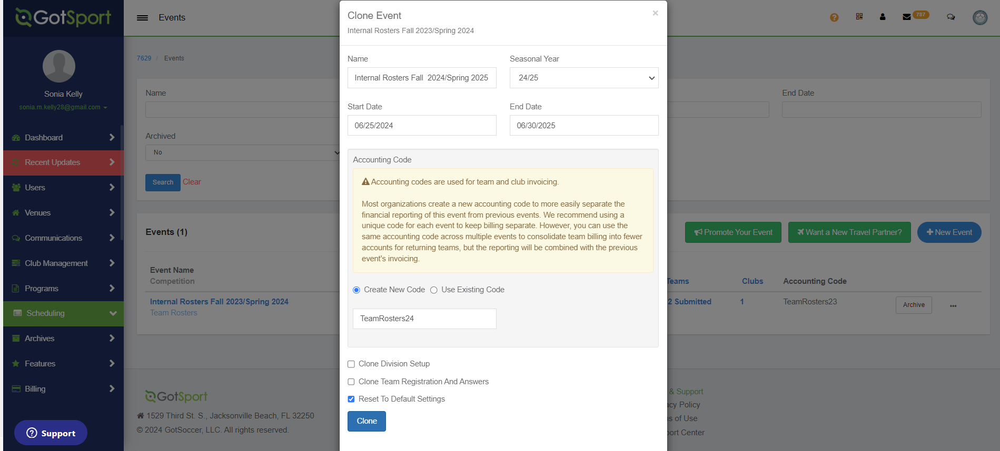 GotSport
Events
787
Sonia Kelly
sonia.m.kelly28@gmail.com
Dashboard
Recent Updates
Users
Venues
Communications
Club Management
Programs
Scheduling
Archives
Features
Billing
Support
7629 / Events
Name
End Date
Archived
No
Search Clear
Events (1)
Promote Your Event
Want a New Travel Partner?
New Event
Event Name
Competition
Teams
Clubs
Accounting Code
Internal Rosters Fall 2023/Spring 2024
Team Rosters
2 Submitted
1
TeamRosters23
Archive
GotSport
1529 Third St. S., Jacksonville Beach, FL 32250
© 2024 GotSoccer, LLC. All rights reserved.
& Support
acy Policy
s of Use
port Center
Clone Event
×
Internal Rosters Fall 2023/Spring 2024
Name
Seasonal Year
Internal Rosters Fall  2024/Spring 2025
24/25
Start Date
End Date
06/25/2024
06/30/2025
Accounting Code
Accounting codes are used for team and club invoicing.
Most organizations create a new accounting code to more easily separate the
financial reporting of this event from previous events. We recommend using a
unique code for each event to keep billing separate. However, you can use the
same accounting code across multiple events to consolidate team billing into fewer
accounts for returning teams, but the reporting will be combined with the previous
event's invoicing.
Create New Code
Use Existing Code
TeamRosters24
Clone Division Setup
Clone Team Registration And Answers
Reset To Default Settings
Clone